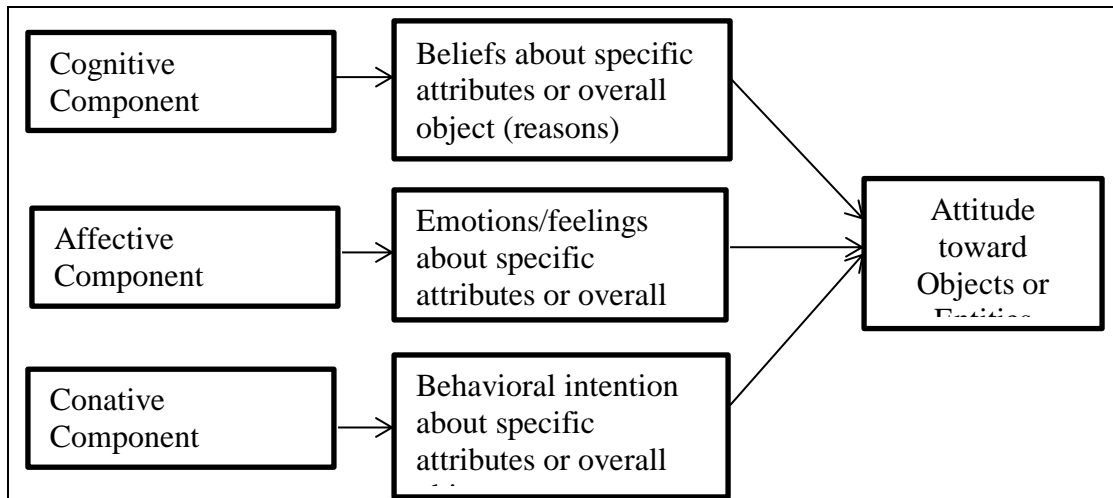 Cognitive
Component
Beliefs about specific
attributes or overall
object (reasons)
Affective
Component
Emotions/feelings
about specific
attributes or overall
Attitude
toward
Objects or
Entities
Conative
Component
Behavioral intention
about specific
attributes or overall